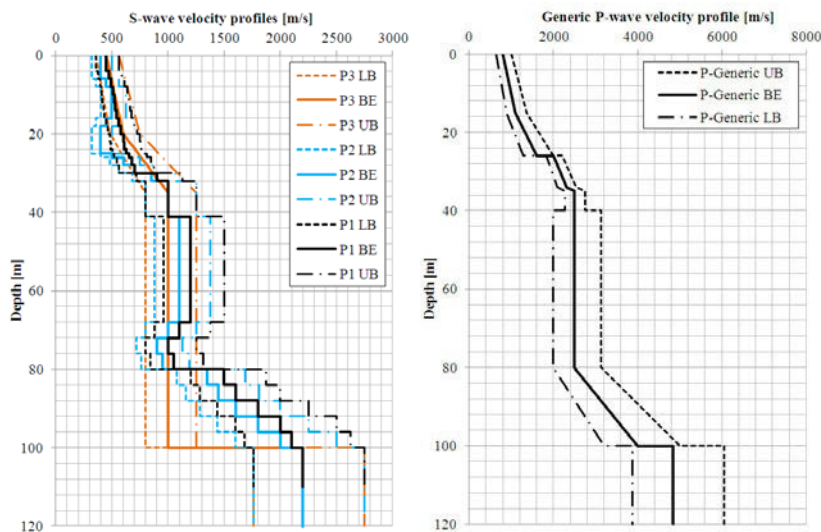 S-wave velocity profiles [m/s]
0 500 1000 1500 2000 2500 3000
0
20
40
60
80
100
120
Depth [m]
P3 LB
P3 BE
P3 UB
P2 LB
P2 BE
P2 UB
P1 LB
P1 BE
P1 UB
Generic P-wave velocity profile [m/s]
0 2000 4000 6000 8000
0
20
40
60
80
100
120
Depth [m]
P-Generic UB
P-Generic BE
P-Generic LB